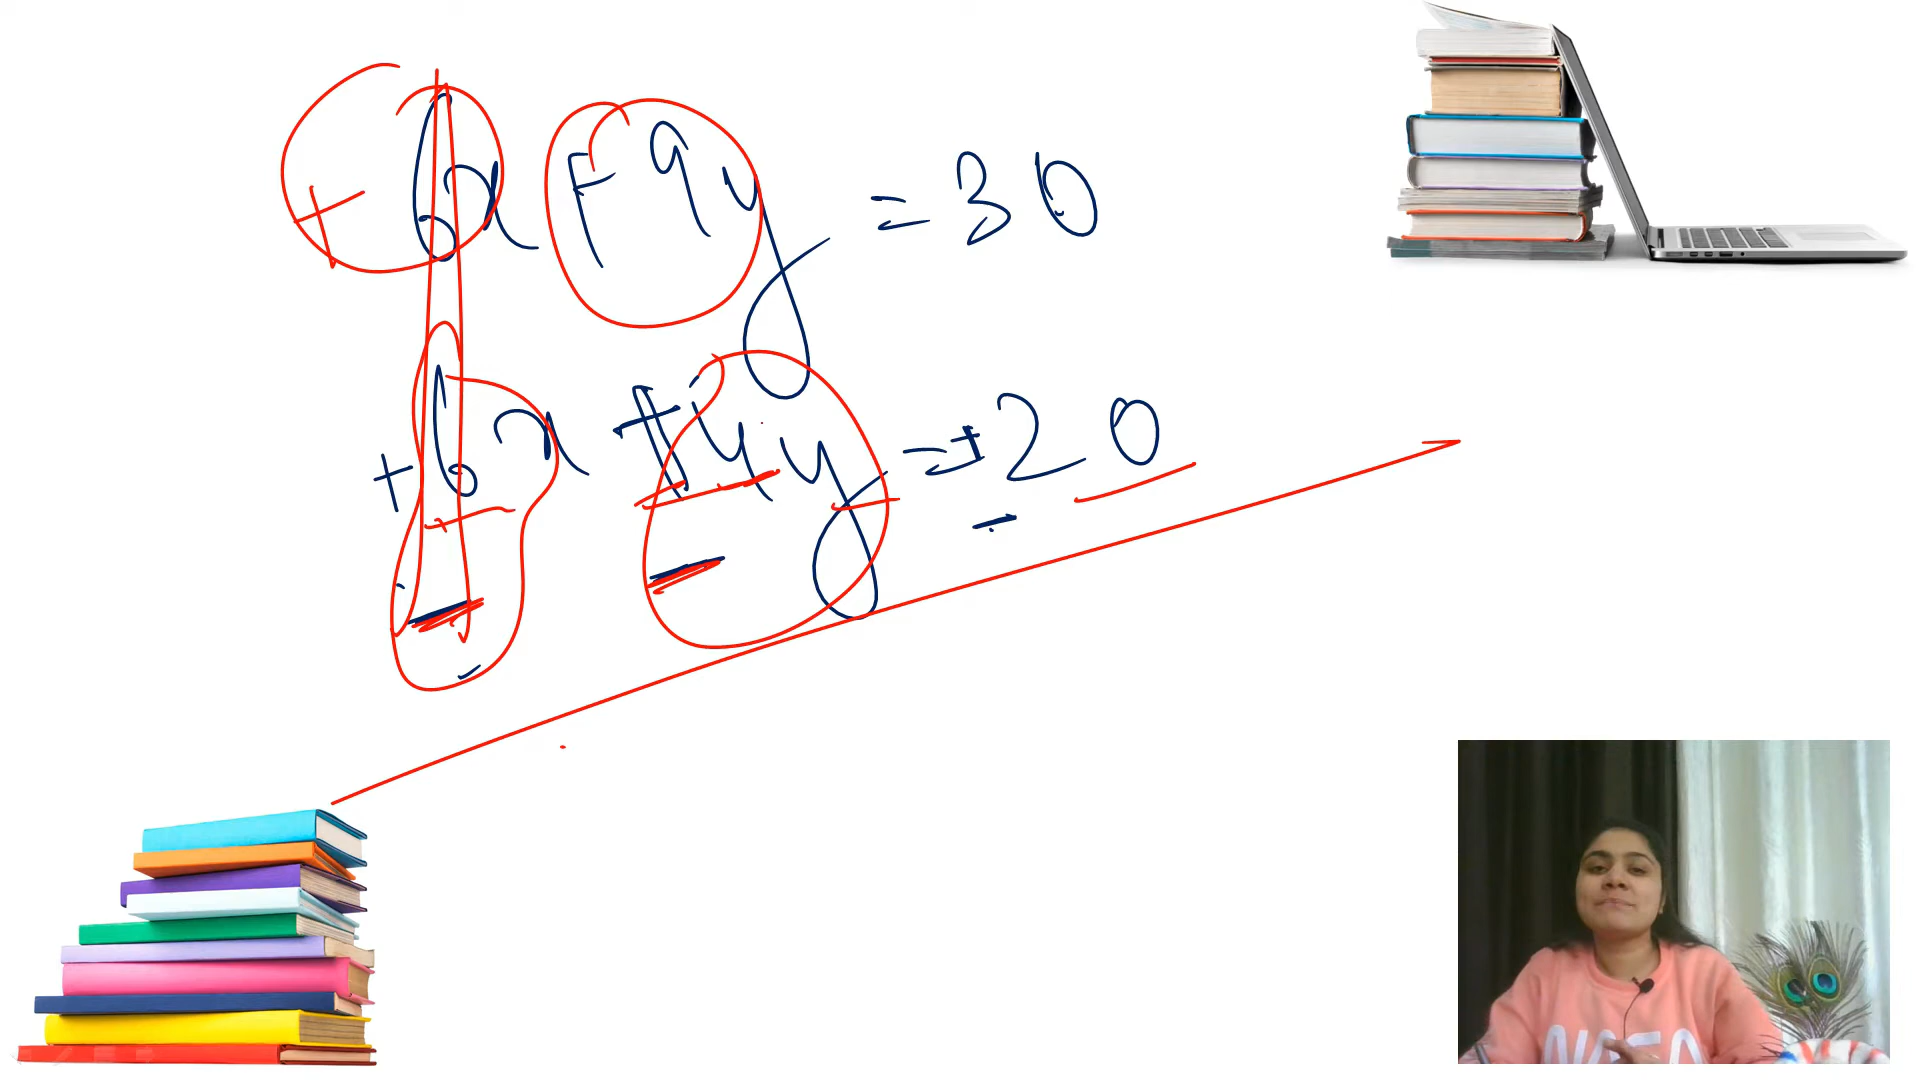 + 6x + 9y = 30
+ 6x + 4y = +20
- - -